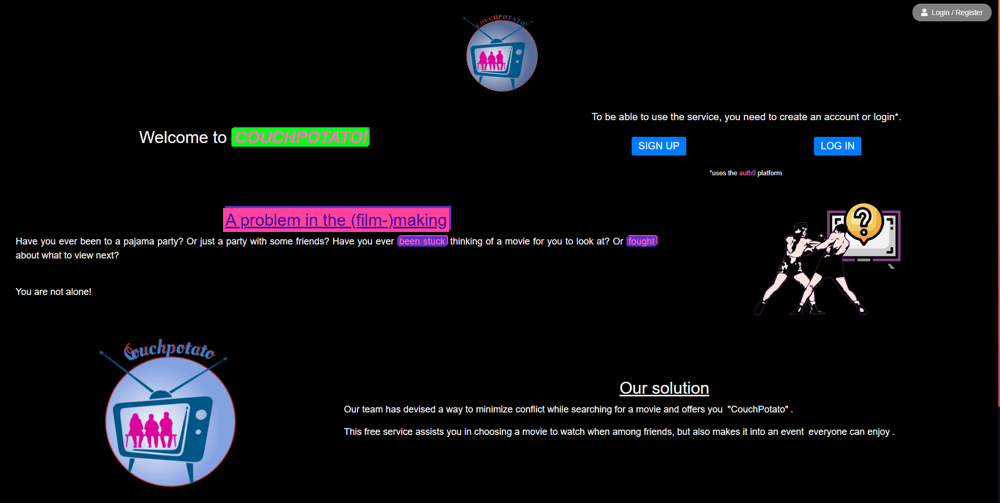 COUCHPOTATO
Login / Register
To be able to use the service, you need to create an account or login*.
Welcome to COUCHPOTATO!
SIGN UP
LOG IN
*uses the auth0 platform.
A problem in the (film-)making
Have you ever been to a pajama party? Or just a party with some friends? Have you ever been stuck thinking of a movie for you to look at? Or fought
about what to view next?
?
You are not alone!
Couchpotato
Our solution
Our team has devised a way to minimize conflict while searching for a movie and offers you "CouchPotato" .
This free service assists you in choosing a movie to watch when among friends, but also makes it into an event everyone can enjoy .